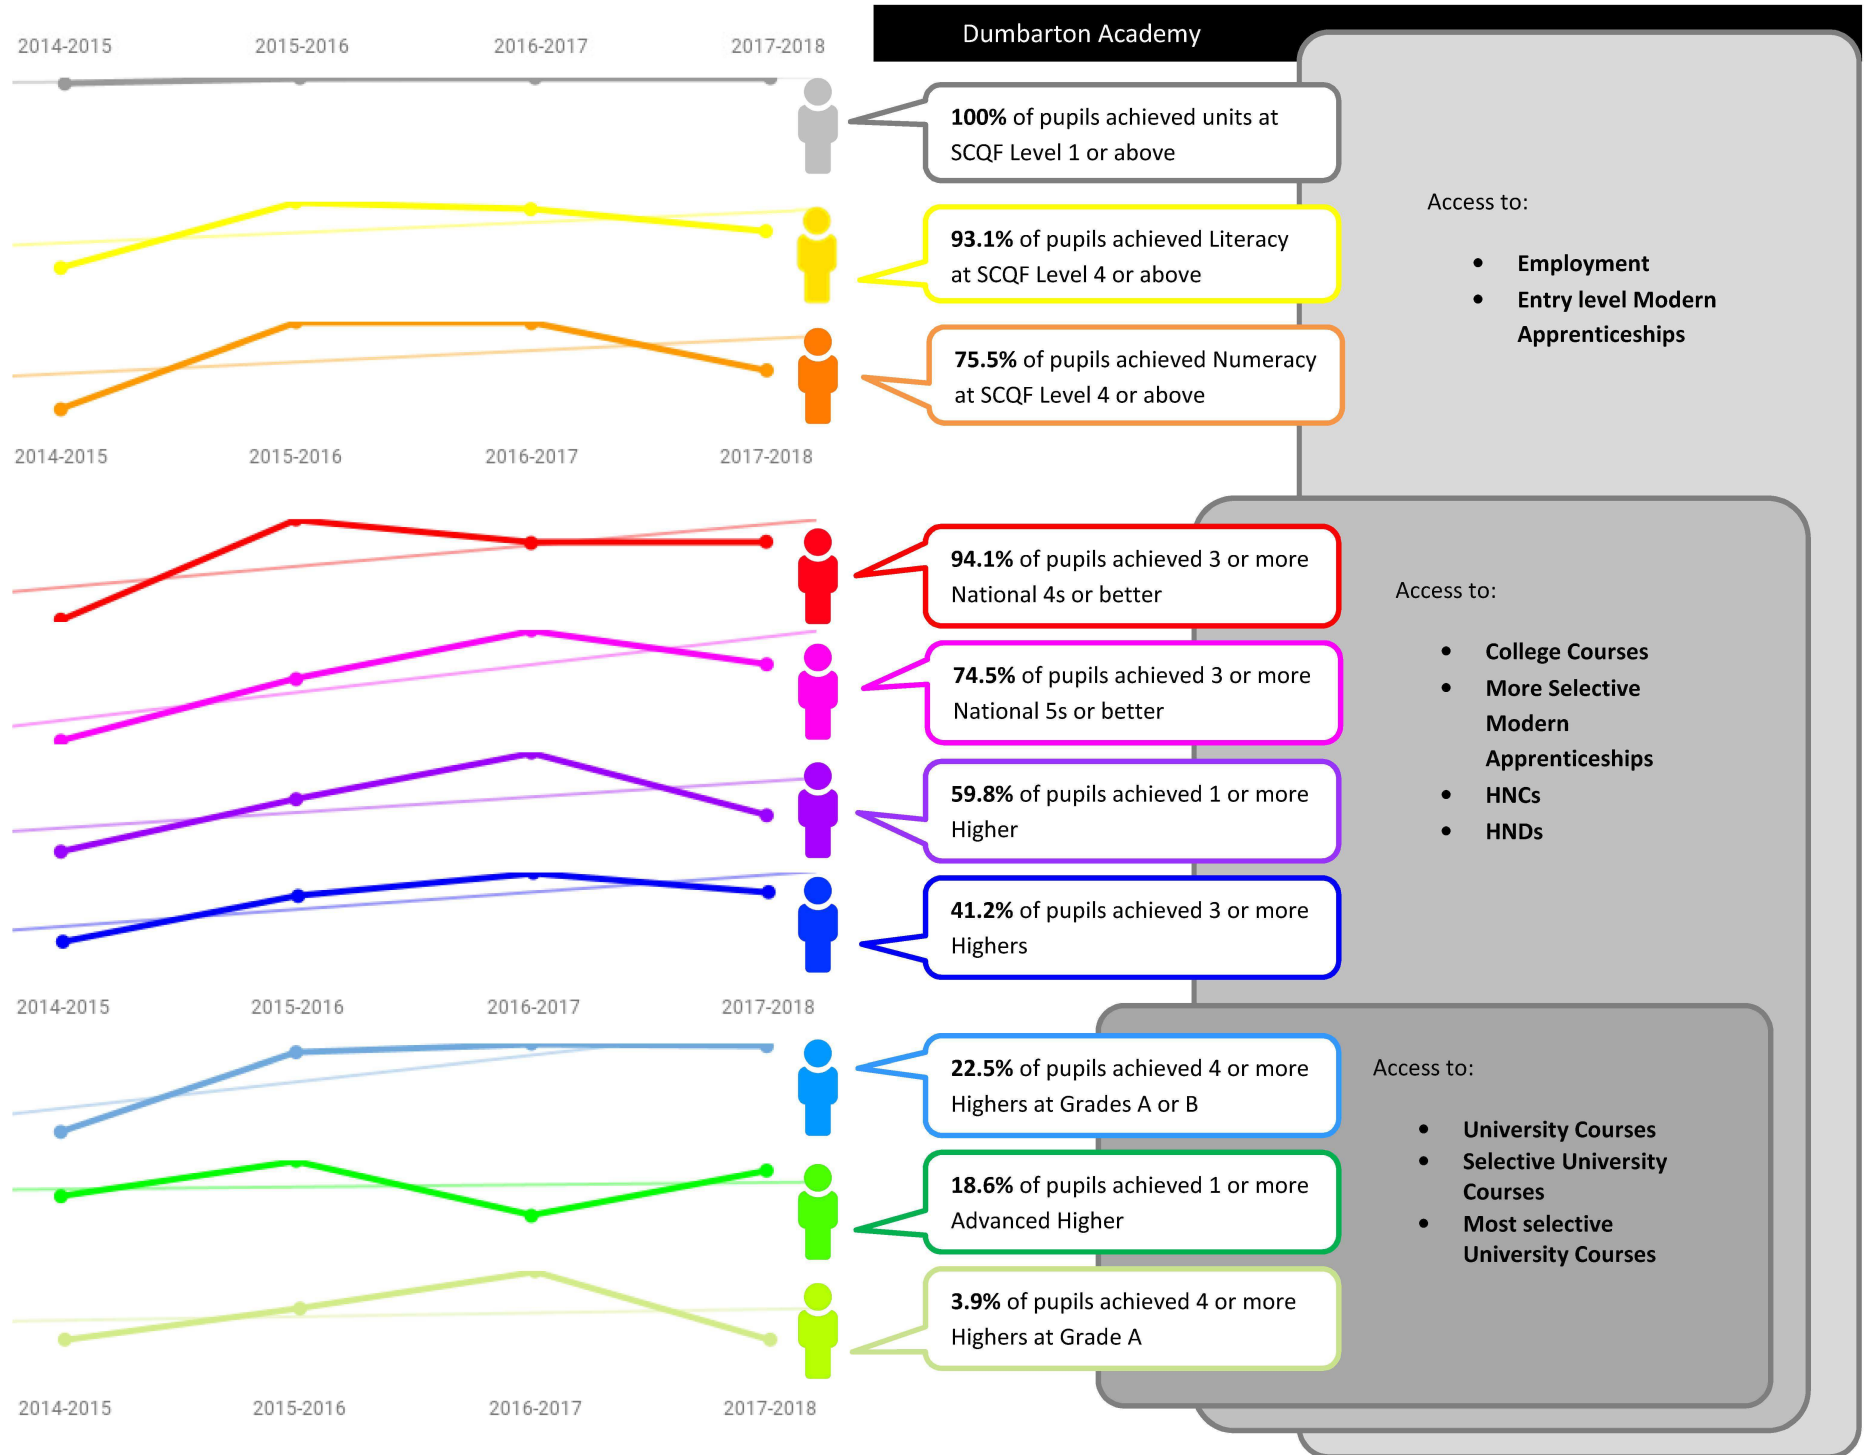 Dumbarton Academy
2014-2015 2015-2016 2016-2017 2017-2018
100% of pupils achieved units at
SCQF Level 1 or above
93.1% of pupils achieved Literacy
at SCQF Level 4 or above
75.5% of pupils achieved Numeracy
at SCQF Level 4 or above
Access to:
• Employment
• Entry level Modern
Apprenticeships
2014-2015 2015-2016 2016-2017 2017-2018
94.1% of pupils achieved 3 or more
National 4s or better
74.5% of pupils achieved 3 or more
National 5s or better
59.8% of pupils achieved 1 or more
Higher
41.2% of pupils achieved 3 or more
Highers
Access to:
• College Courses
• More Selective
Modern
Apprenticeships
• HNCs
• HNDs
2014-2015 2015-2016 2016-2017 2017-2018
22.5% of pupils achieved 4 or more
Highers at Grades A or B
18.6% of pupils achieved 1 or more
Advanced Higher
3.9% of pupils achieved 4 or more
Highers at Grade A
Access to:
• University Courses
• Selective University
Courses
• Most selective
University Courses
2014-2015 2015-2016 2016-2017 2017-2018